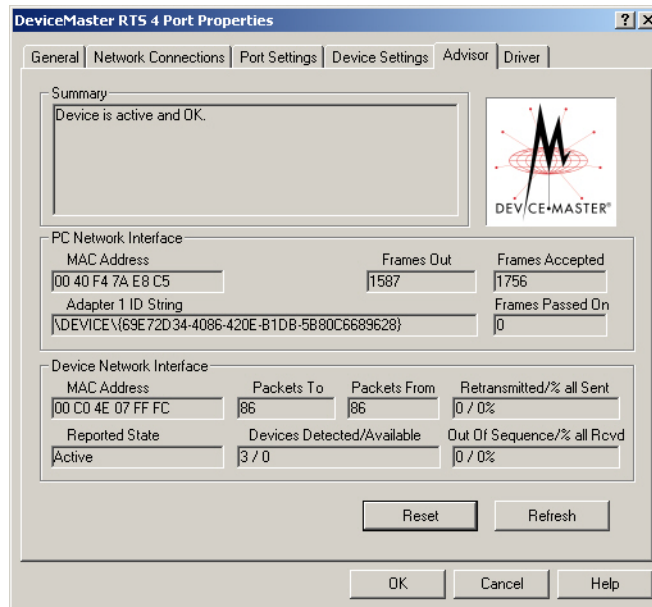 DeviceMaster RTS 4 Port Properties
General Network Connections Port Settings Device Settings Advisor Driver
Summary
Device is active and OK.
DEVICE•MASTER®
PC Network Interface
MAC Address Frames Out Frames Accepted
00 40 F4 7A E8 C5 1587 1756
Adapter 1 ID String Frames Passed On
\DEVICE\{69E72D34-4086-420E-B1DB-5B80C6689628} 0
Device Network Interface
MAC Address Packets To Packets From Retransmitted/% all Sent
00 C0 4E 07 FF FC 86 86 0 / 0%
Reported State Devices Detected/Available Out Of Sequence/% all Rcvd
Active 3 / 0 0 / 0%
Reset Refresh
OK Cancel Help